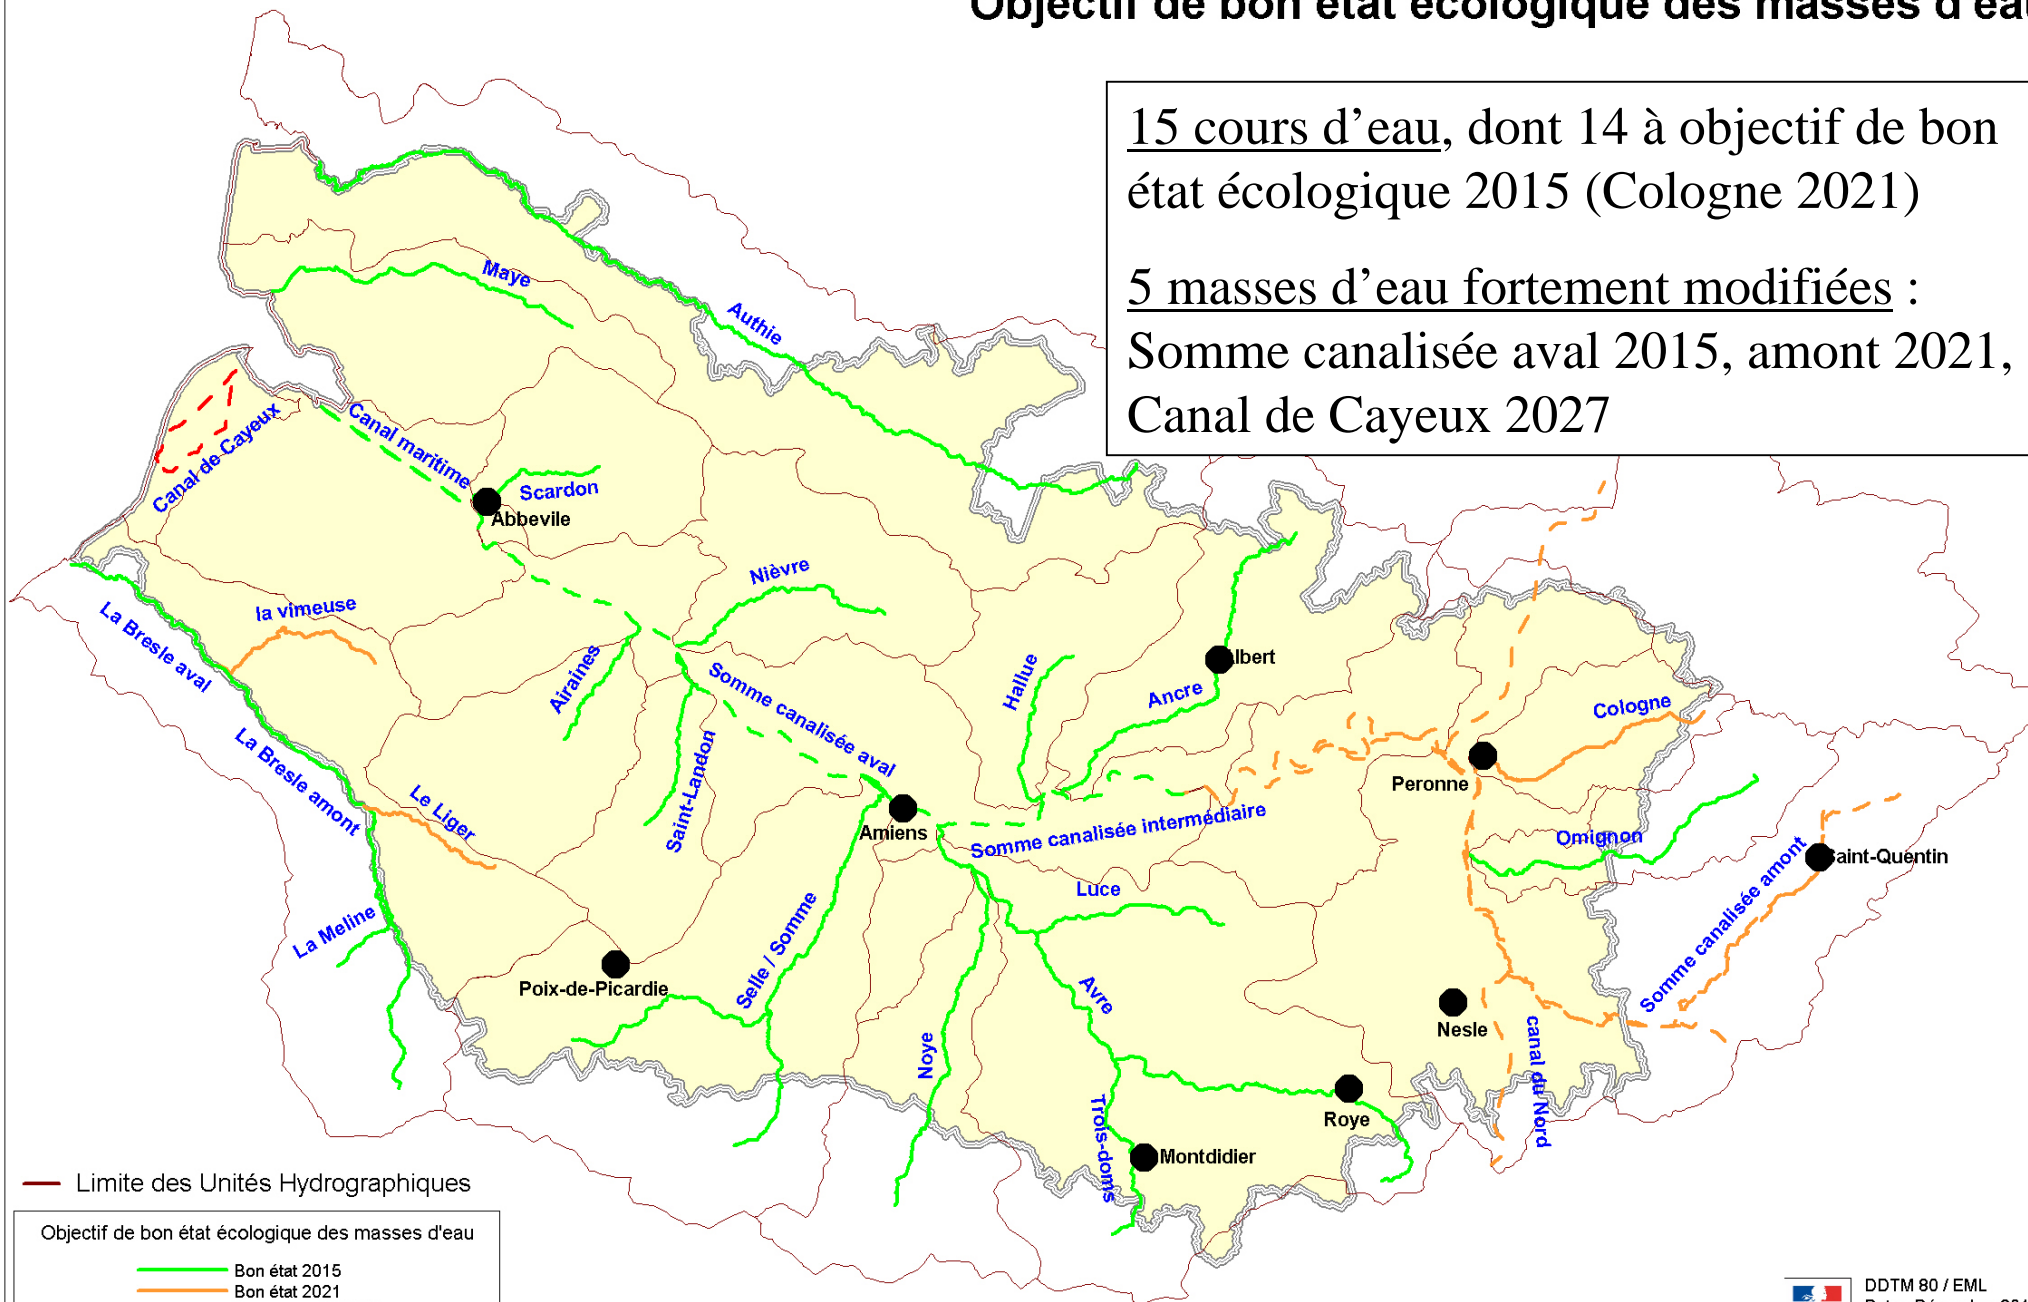 Objectif de bon état écologique des masses d'eau
15 cours d’eau, dont 14 à objectif de bon
état écologique 2015 (Cologne 2021)
5 masses d’eau fortement modifiées :
Somme canalisée aval 2015, amont 2021,
Canal de Cayeux 2027
Maye
Authie
Canal de Cayeux
Canal maritime
Scardon
Abbevile
Nièvre
la vimeuse
La Bresle aval
Airaines
Somme canalisée aval
Hallue
Ancre
lbert
Cologne
La Bresle amont
Le Liger
Saint-Landon
Amiens
Somme canalisée intermédiaire
Peronne
Omignon
Somme canalisée amont
aint-Quentin
Luce
La Meline
Poix-de-Picardie
Selle / Somme
Avre
Noye
Nesle
canal du Nord
Trois-doms
Roye
Montdidier
Limite des Unités Hydrographiques
Objectif de bon état écologique des masses d'eau
Bon état 2015
Bon état 2021
DDTM 80 / EML